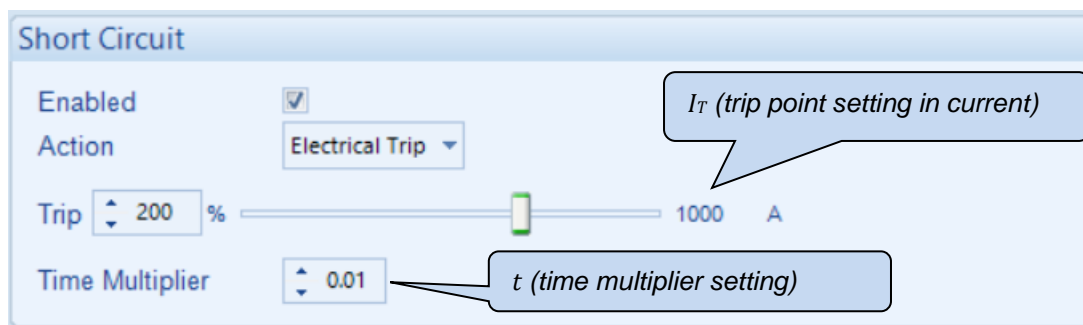 Short Circuit
Enabled
I_T (trip point setting in current)
Action Electrical Trip
Trip 200 % 1000 A
Time Multiplier 0.01 t (time multiplier setting)